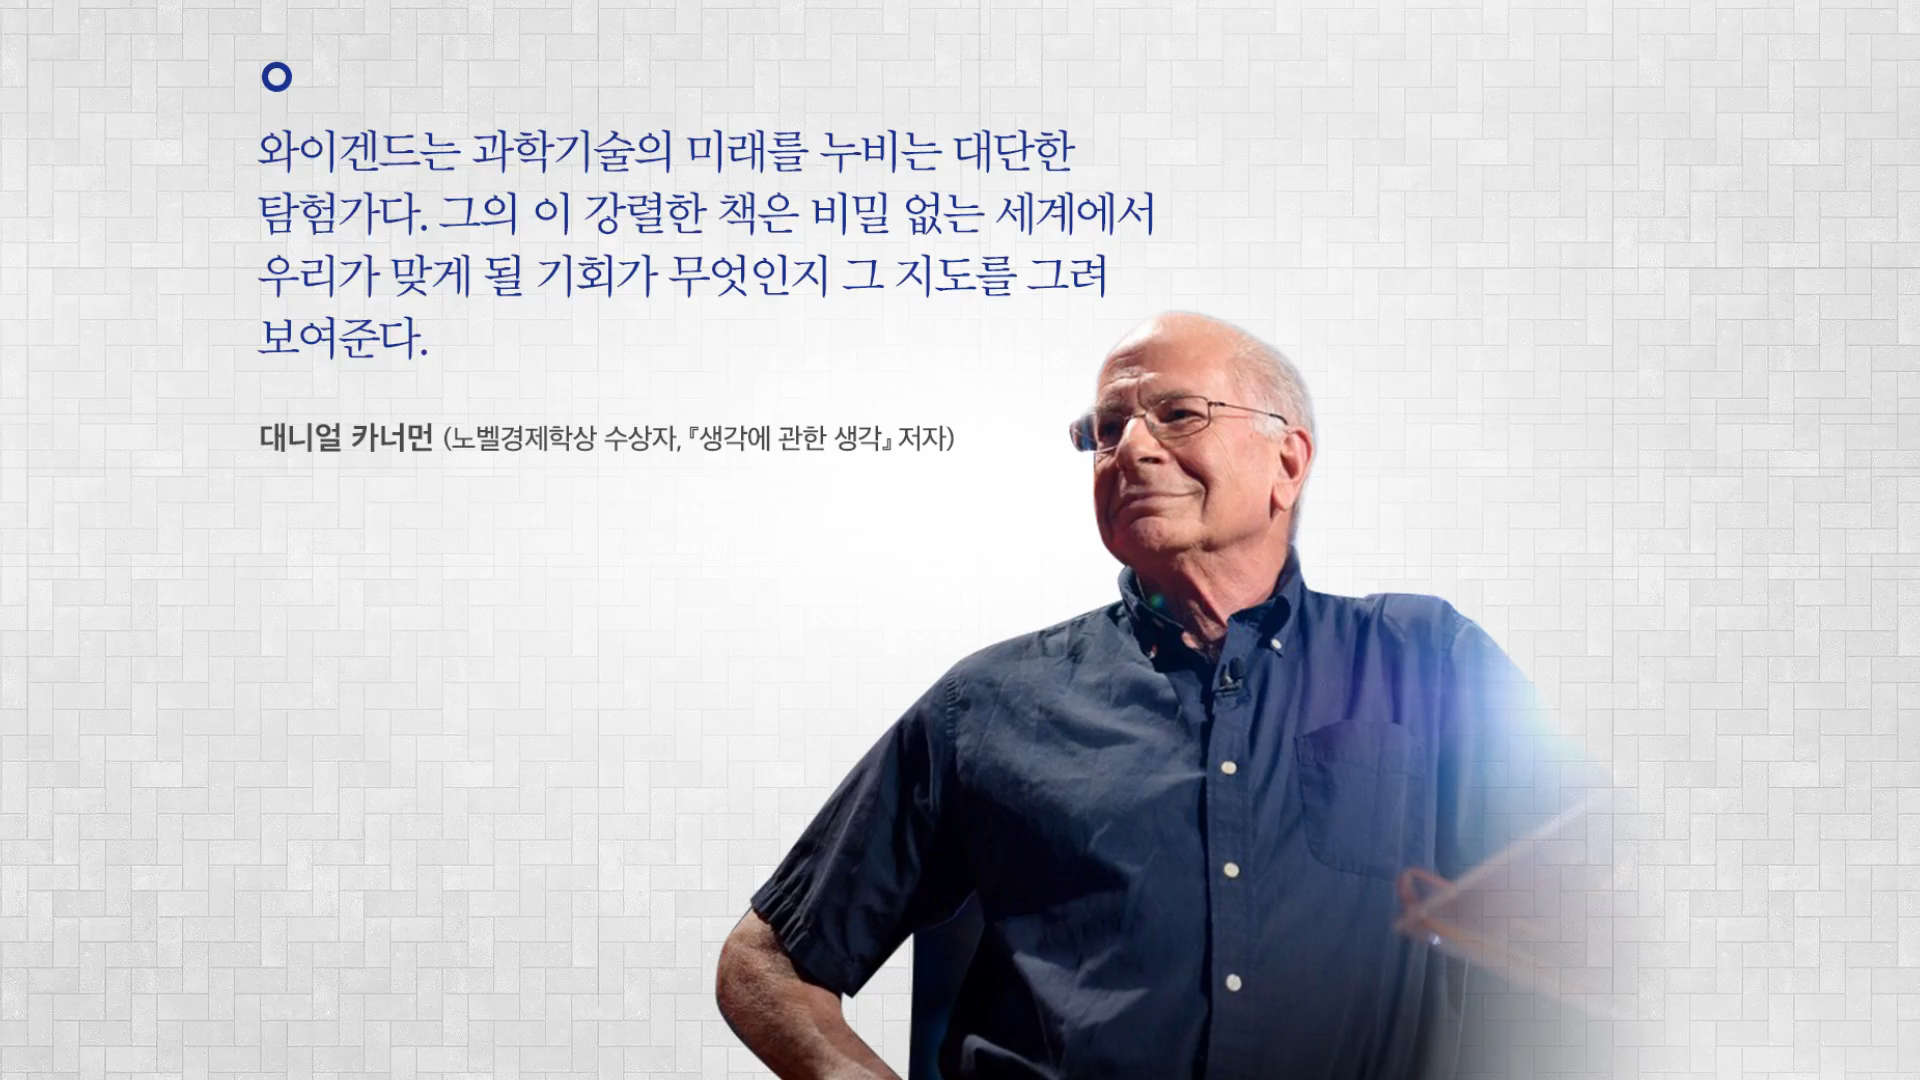 와이겐드는 과학기술의 미래를 누비는 대단한
탐험가다. 그의 이 강렬한 책은 비밀 없는 세계에서
우리가 맞게 될 기회가 무엇인지 그 지도를 그려
보여준다.
대니얼 카너먼 (노벨경제학상 수상자, 『생각에 관한 생각』 저자)